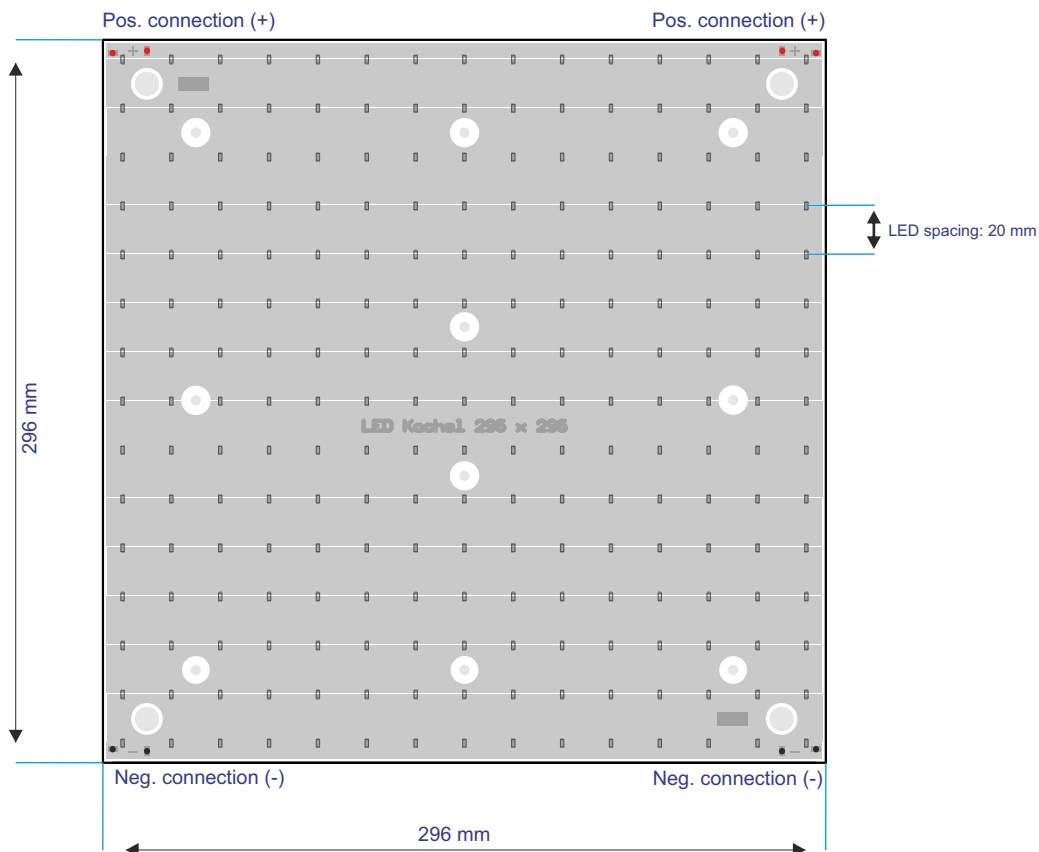 Pos. connection (+)
Pos. connection (+)
+
+
LED spacing: 20 mm
296 mm
LED Kachel 296 x 296
–
–
Neg. connection (-)
Neg. connection (-)
296 mm